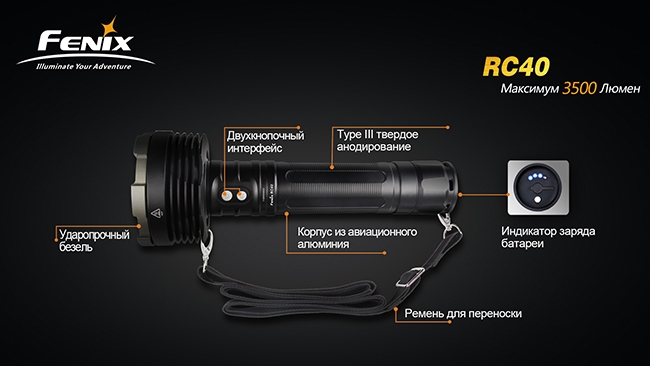 FENIX
Illuminate Your Adventure
RC40
Максимум 3500 Люмен
Двухкнопочный
интерфейс
Type III твердое
анодирование
Ударопрочный
безель
Корпус из авиационного
алюминия
Индикатор заряда
батареи
Ремень для переноски